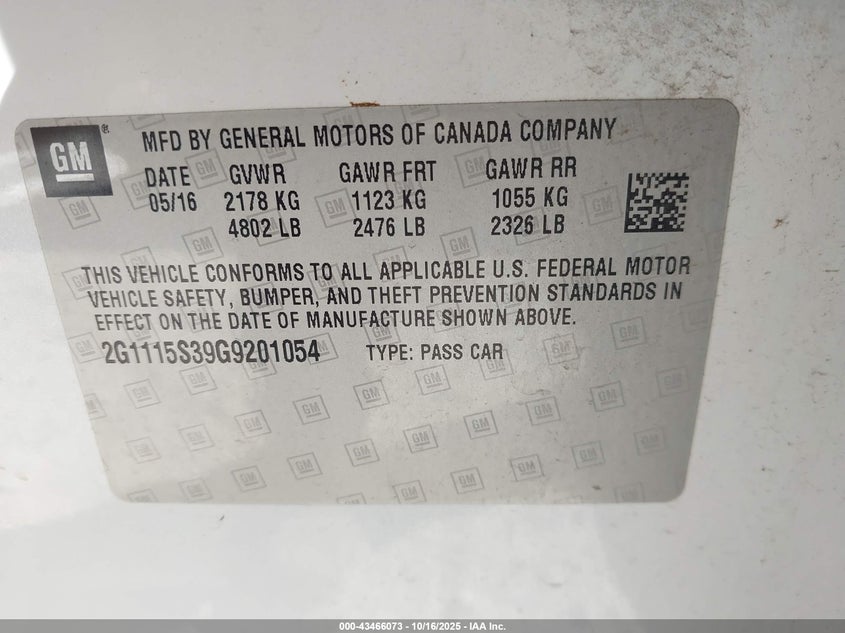 GM ®
MFD BY GENERAL MOTORS OF CANADA COMPANY
DATE GVWR GAWR FRT GAWR RR
05/16 2178 KG 1123 KG 1055 KG
4802 LB 2476 LB 2326 LB
THIS VEHICLE CONFORMS TO ALL APPLICABLE U.S. FEDERAL MOTOR
VEHICLE SAFETY, BUMPER, AND THEFT PREVENTION STANDARDS IN
EFFECT ON THE DATE OF MANUFACTURE SHOWN ABOVE.
2G1115S39G9201054 TYPE: PASS CAR
000-43466073 - 10/16/2025 - IAA Inc.